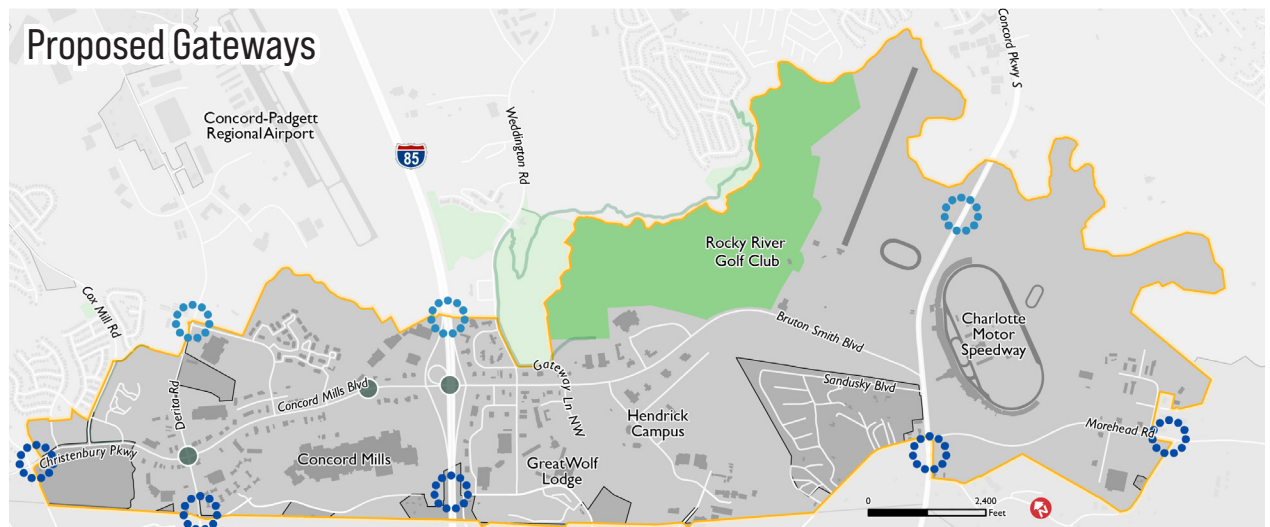 Proposed Gateways
Concord Pkwy S
Concord-Padgett
Regional Airport
85
Weddington Rd
Rocky River
Golf Club
Cox Mill Rd
Charlotte
Motor
Speedway
Bruton Smith Blvd
Gateway Ln NW
Sandusky Blvd
Derita Rd
Concord Mills Blvd
Hendrick
Campus
Morehead Rd
Christenbury Pkwy
Concord Mills
Great Wolf
Lodge
0 2,400
Feet